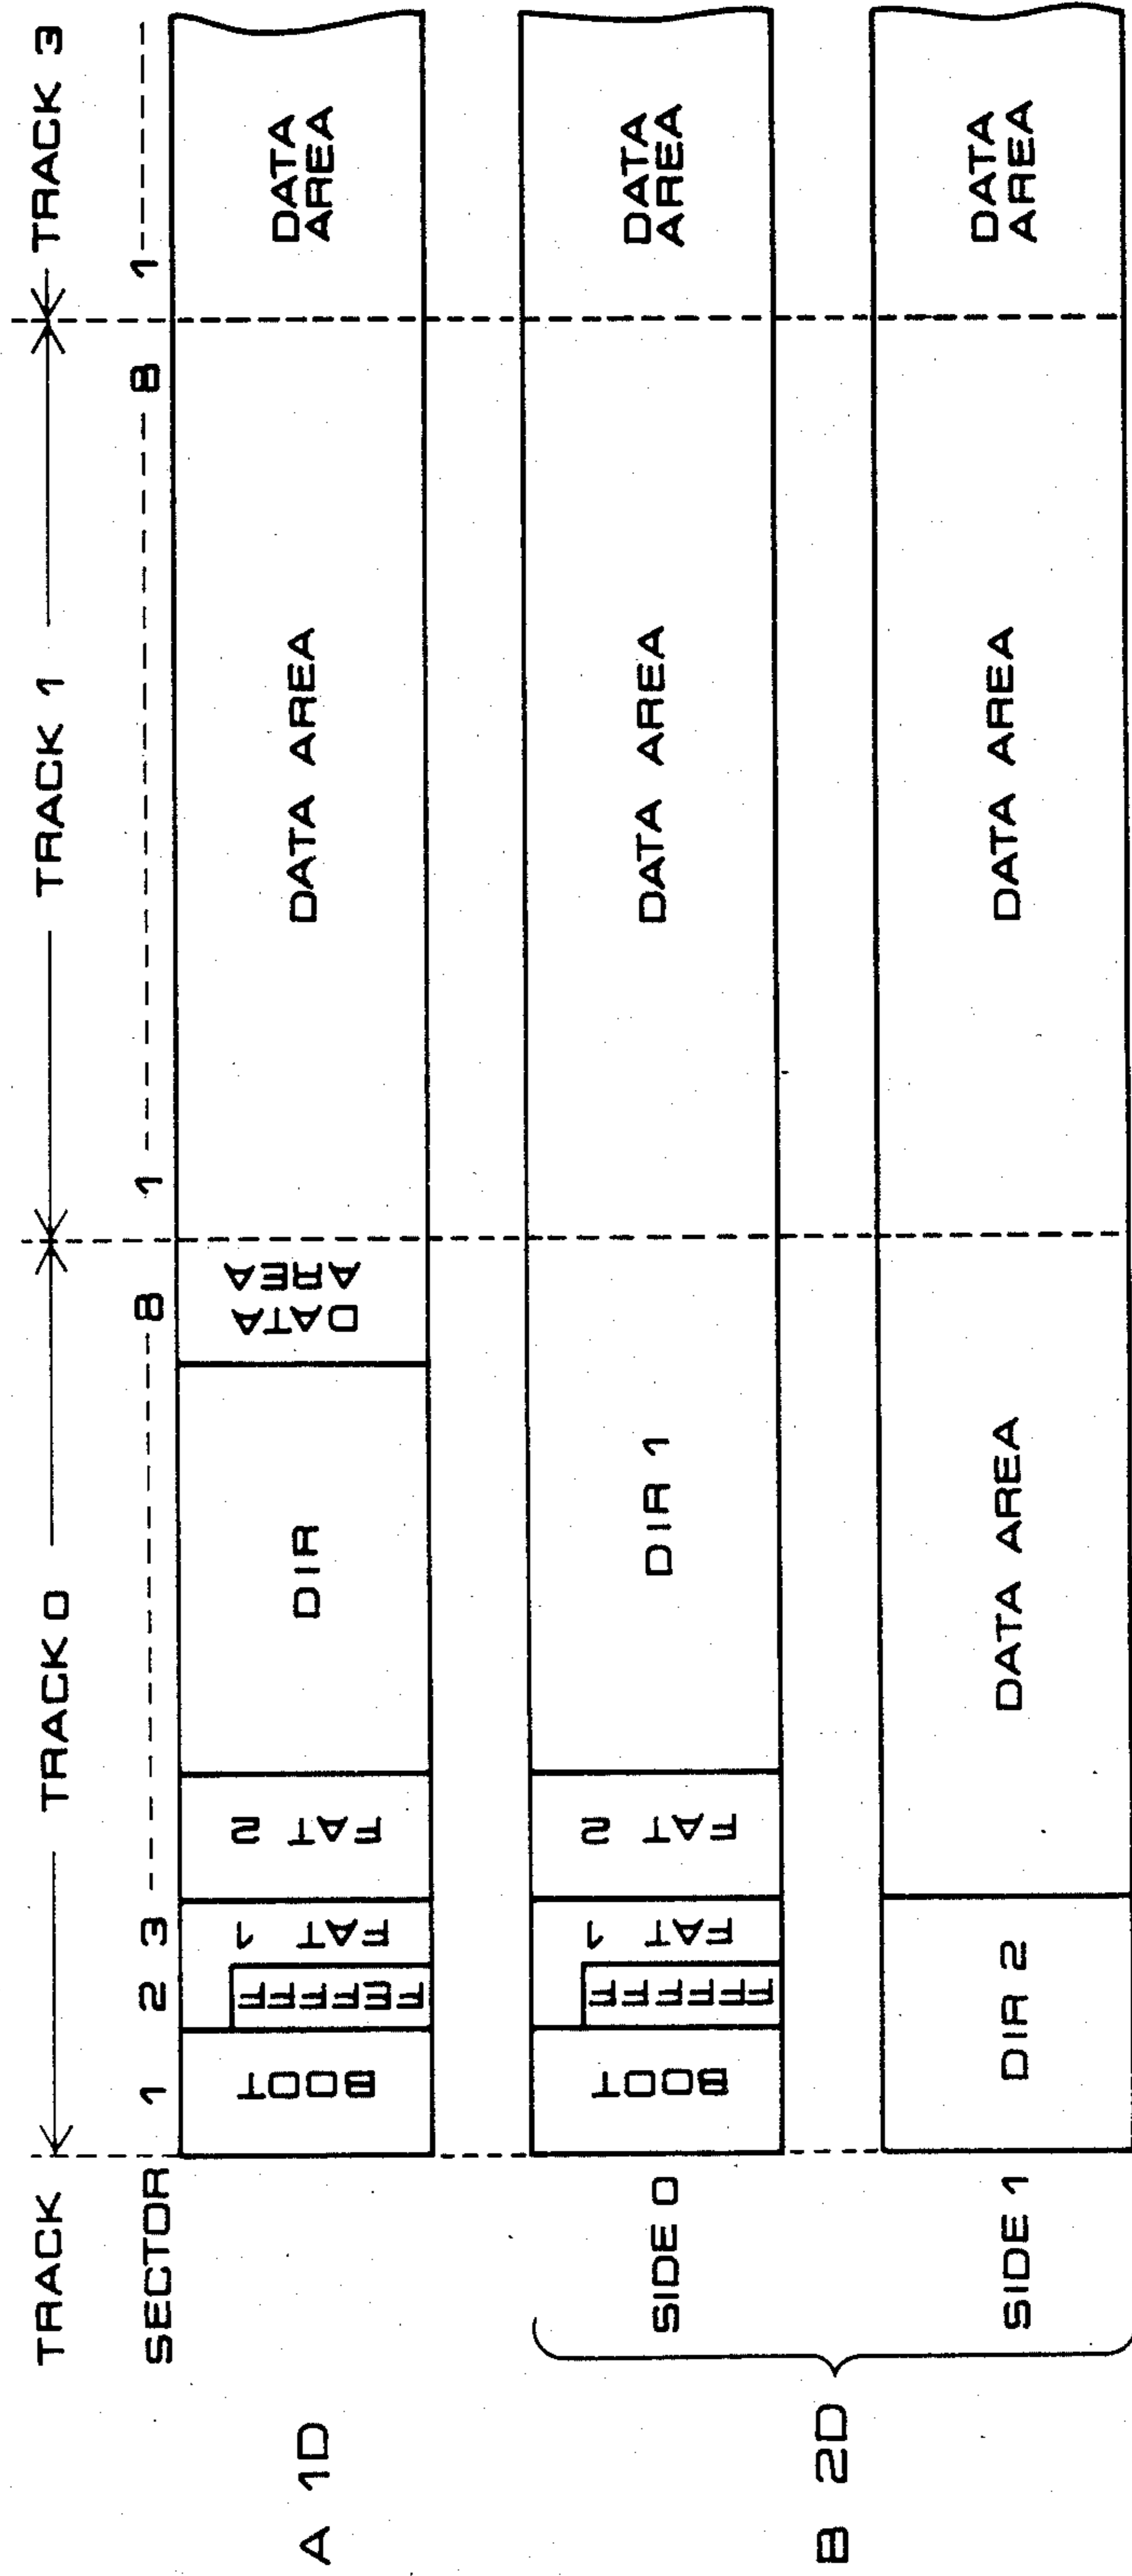 TRACK TRACK 0 TRACK 1 TRACK 3
SECTOR 1 2 3 8 1 8 1
A 1D
BOOT
FEFFFF
FAT 1
FAT 2
DIR
DATA
AREA
DATA AREA
DATA
AREA
B 2D
SIDE 0
BOOT
FFFFFF
FAT 1
FAT 2
DIR 1
DATA AREA
DATA
AREA
SIDE 1
DIR 2
DATA AREA
DATA AREA
DATA
AREA